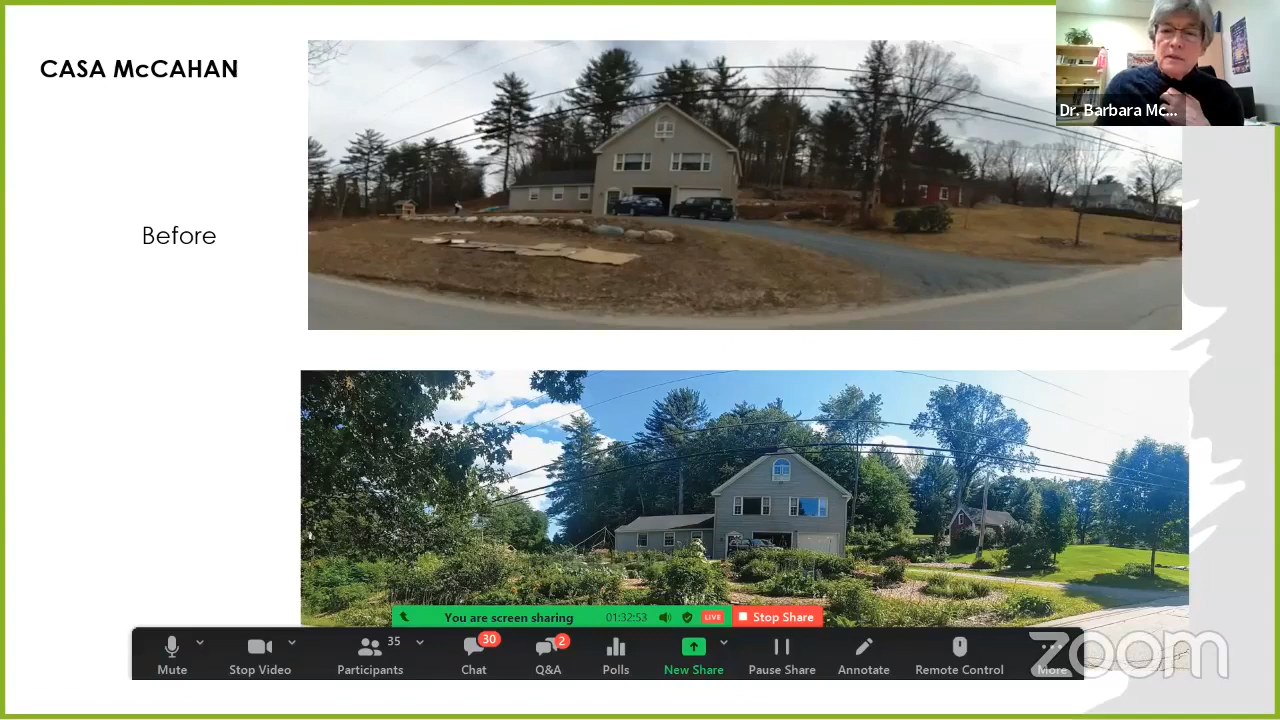 CASA McCAHAN
Dr. Barbara Mc...
Before
You are screen sharing
01:32:53
LIVE
Stop Share
35
30
2
Mute
Stop Video
Participants
Chat
Q&A
Polls
New Share
Pause Share
Annotate
Remote Control
More
zoom